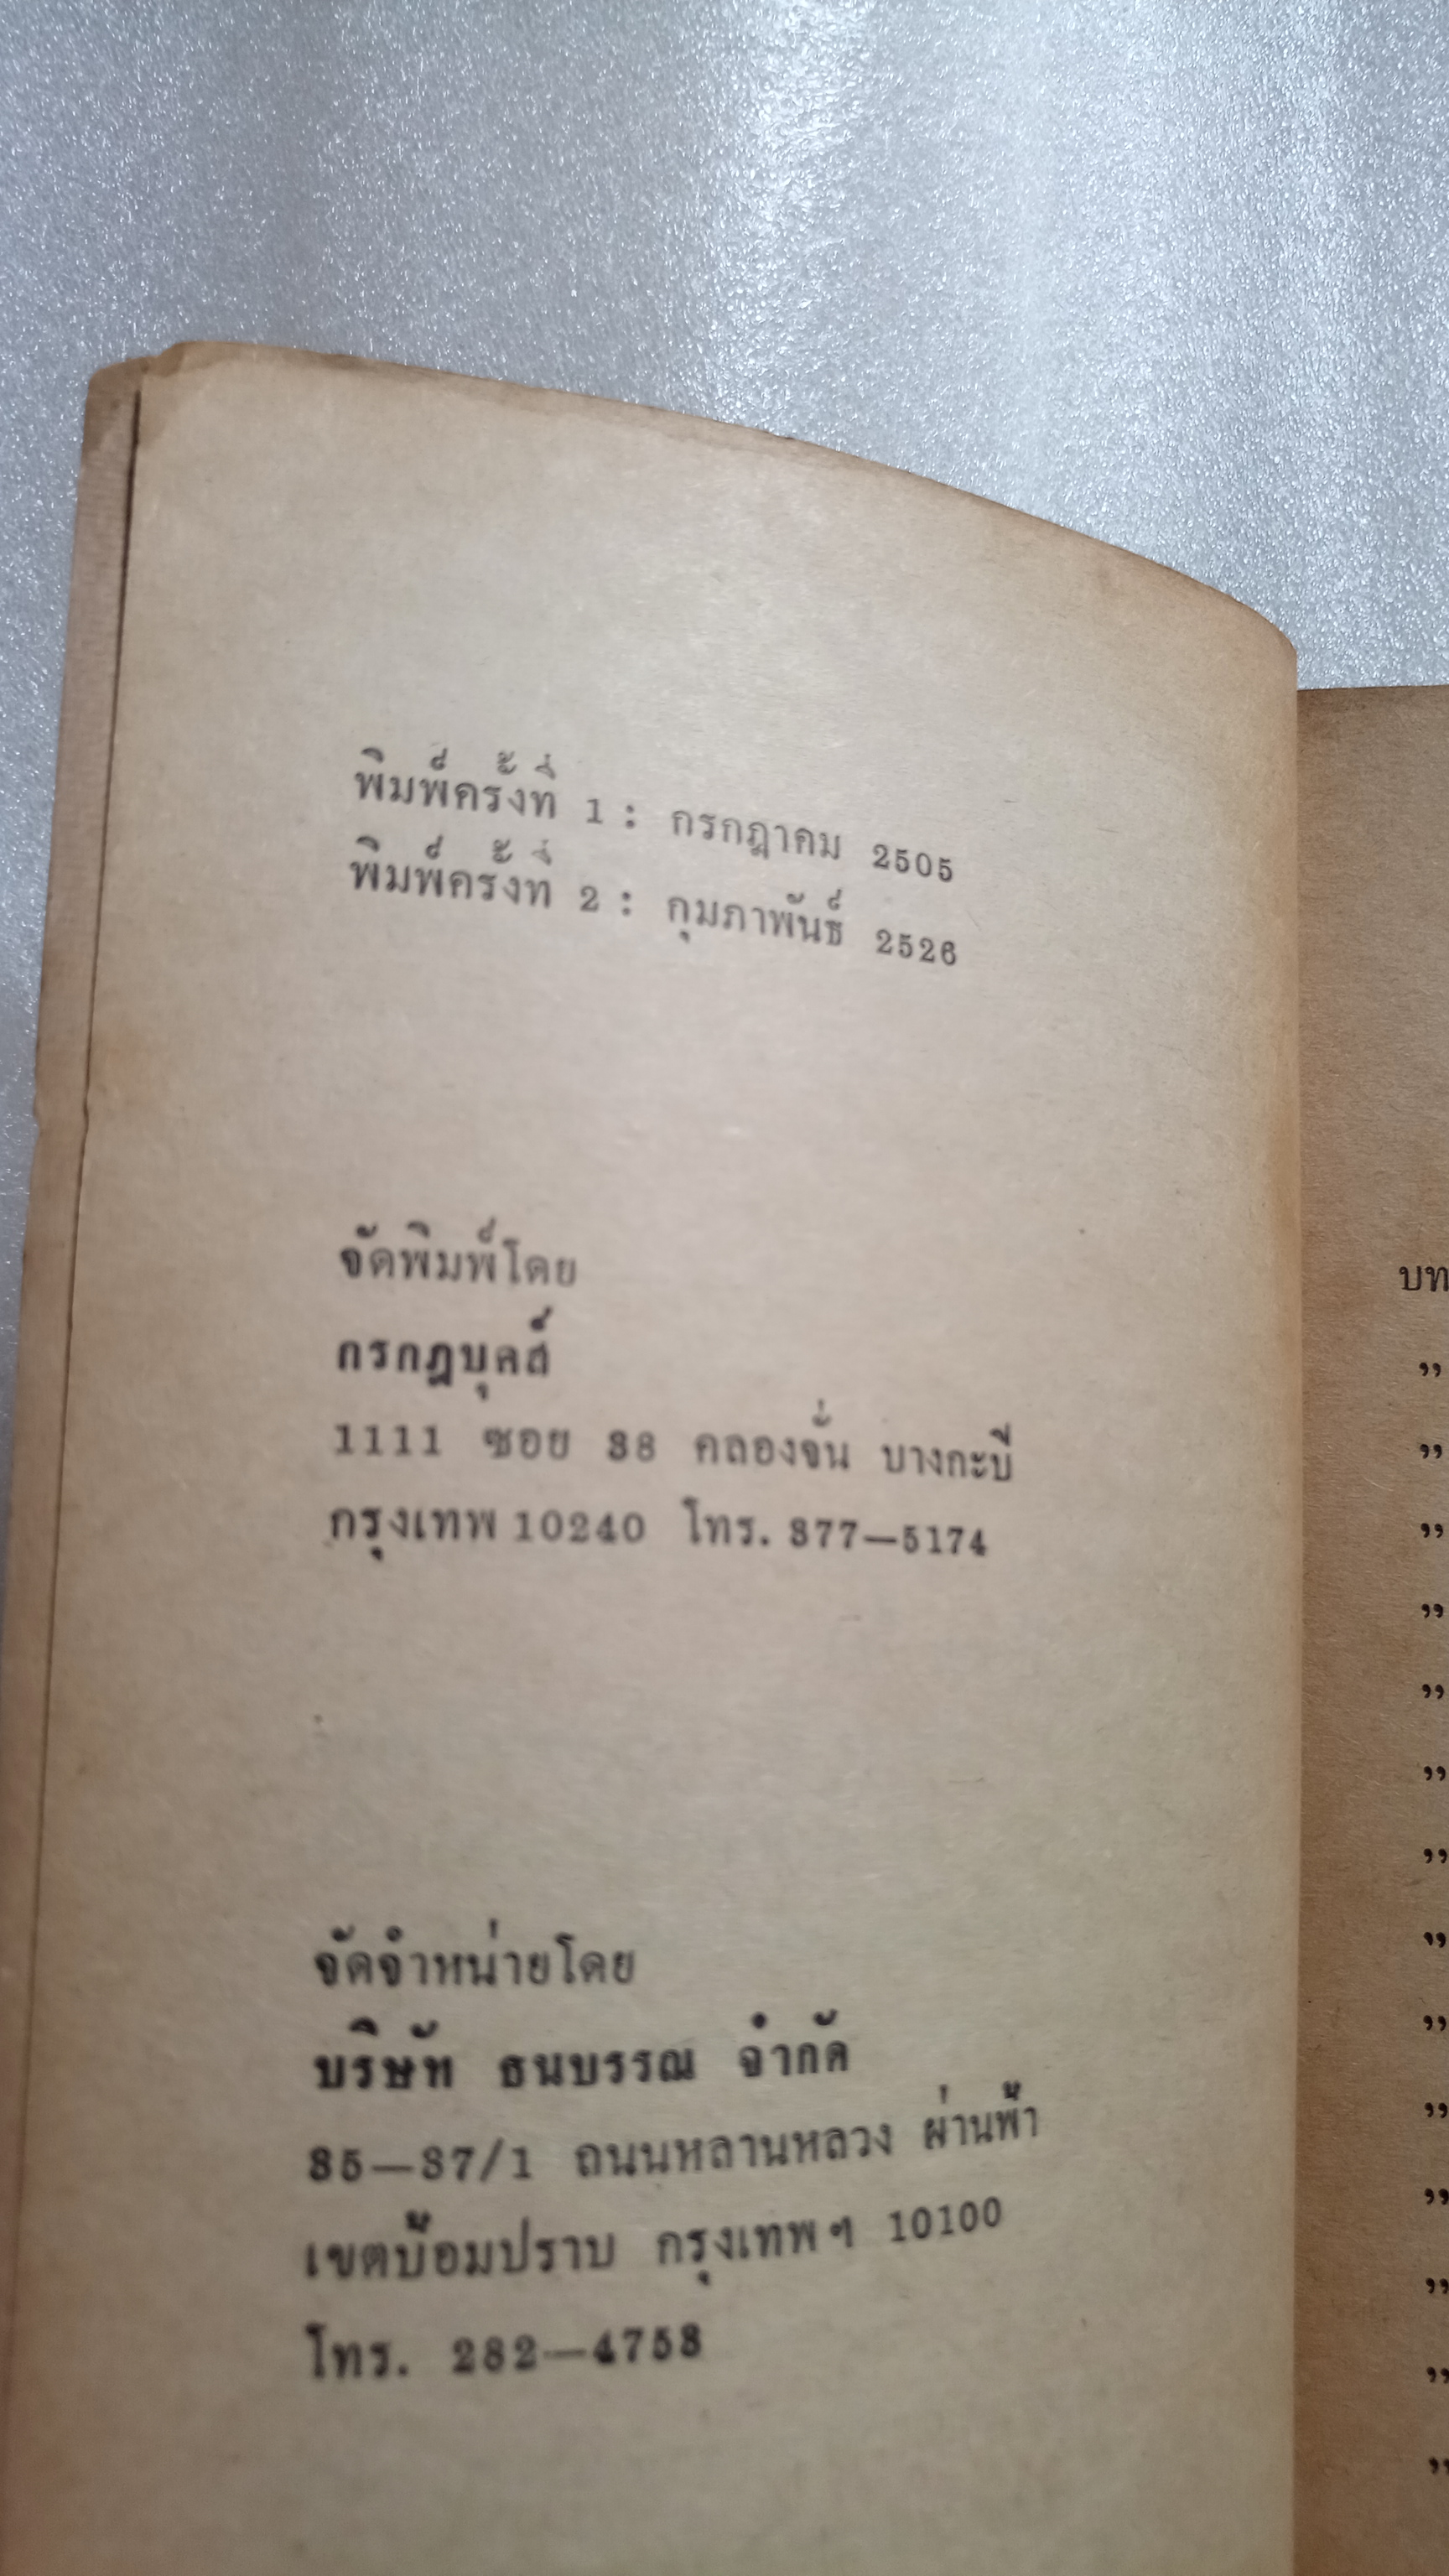 พิมพ์ครั้งที่ 1 : กรกฎาคม 2505
พิมพ์ครั้งที่ 2 : กุมภาพันธ์ 2526
จัดพิมพ์โดย
กรกฎบุคส์
1111 ซอย 38 คลองจั่น บางกะปิ
กรุงเทพ 10240 โทร. 377—5174
จัดจำหน่ายโดย
บริษัท ธนบรรณ จำกัด
35—37/1 ถนนหลานหลวง ผ่านฟ้า
เขตป้อมปราบ กรุงเทพฯ 10100
โทร. 282—4753
บท
”
”
”
”
”
”
”
”
”
”
”
”
”
”